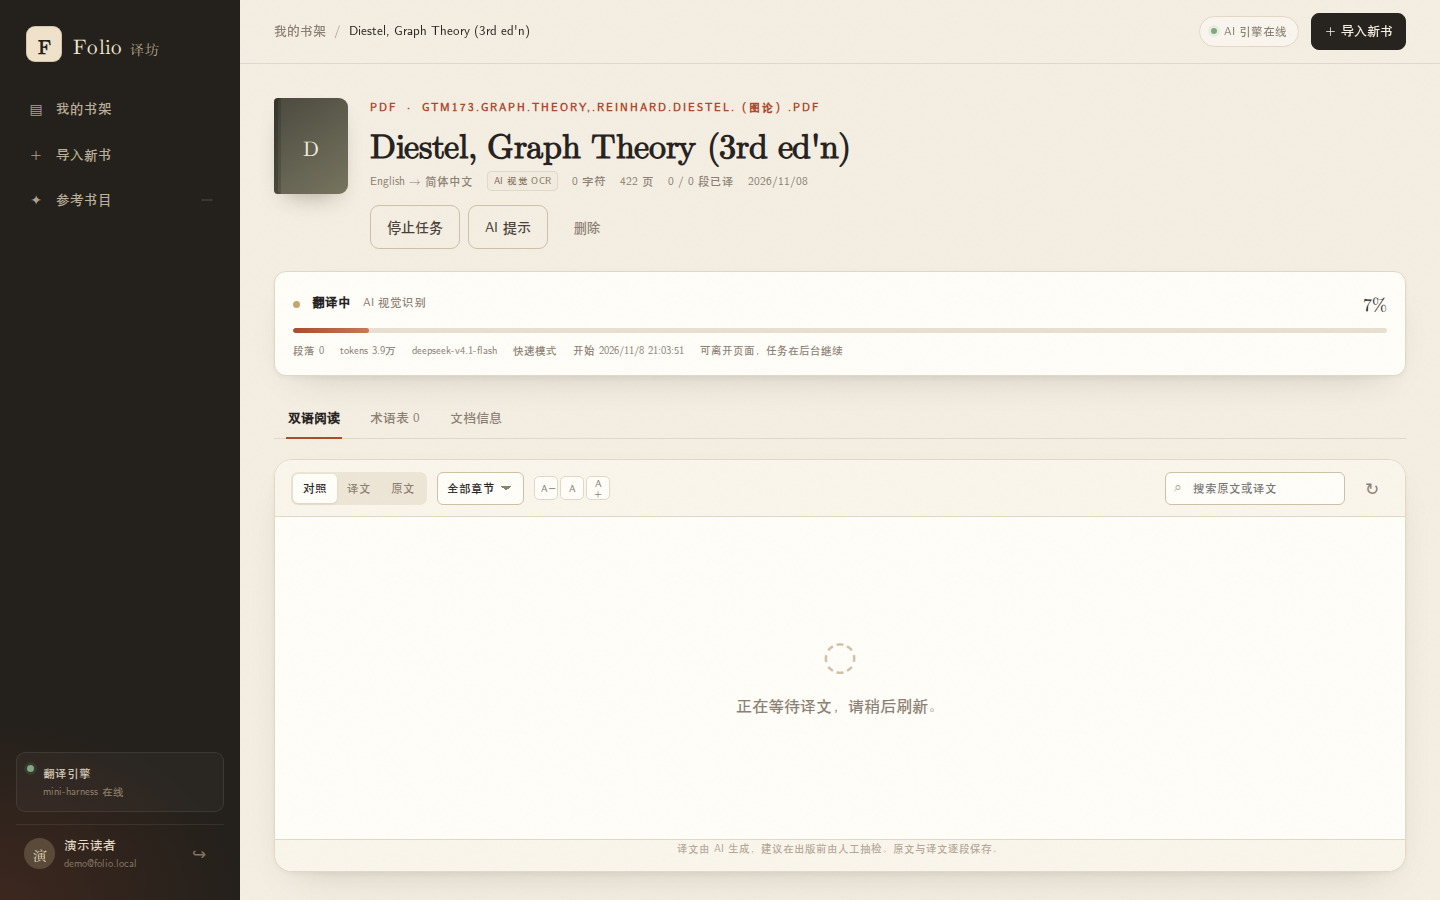 F Folio 译坊
我的书架
导入新书
参考书目 —
翻译引擎
mini-harness 在线
演 演示读者
demo@folio.local
我的书架 / Diestel, Graph Theory (3rd ed'n)
AI 引擎在线
+ 导入新书
D
PDF · GTM173.GRAPH.THEORY,.REINHARD.DIESTEL.（图论）.PDF
Diestel, Graph Theory (3rd ed'n)
English → 简体中文 AI 视觉 OCR 0 字符 422 页 0 / 0 段已译 2026/11/08
停止任务 AI 提示 删除
翻译中 AI 视觉识别 7%
段落 0 tokens 3.9万 deepseek-v4.1-flash 快速模式 开始 2026/11/8 21:03:51 可离开页面，任务在后台继续
双语阅读 术语表 0 文档信息
对照 译文 原文 全部章节 A− A A+ 搜索原文或译文
正在等待译文，请稍后刷新。
译文由 AI 生成，建议在出版前由人工抽检。原文与译文逐段保存。